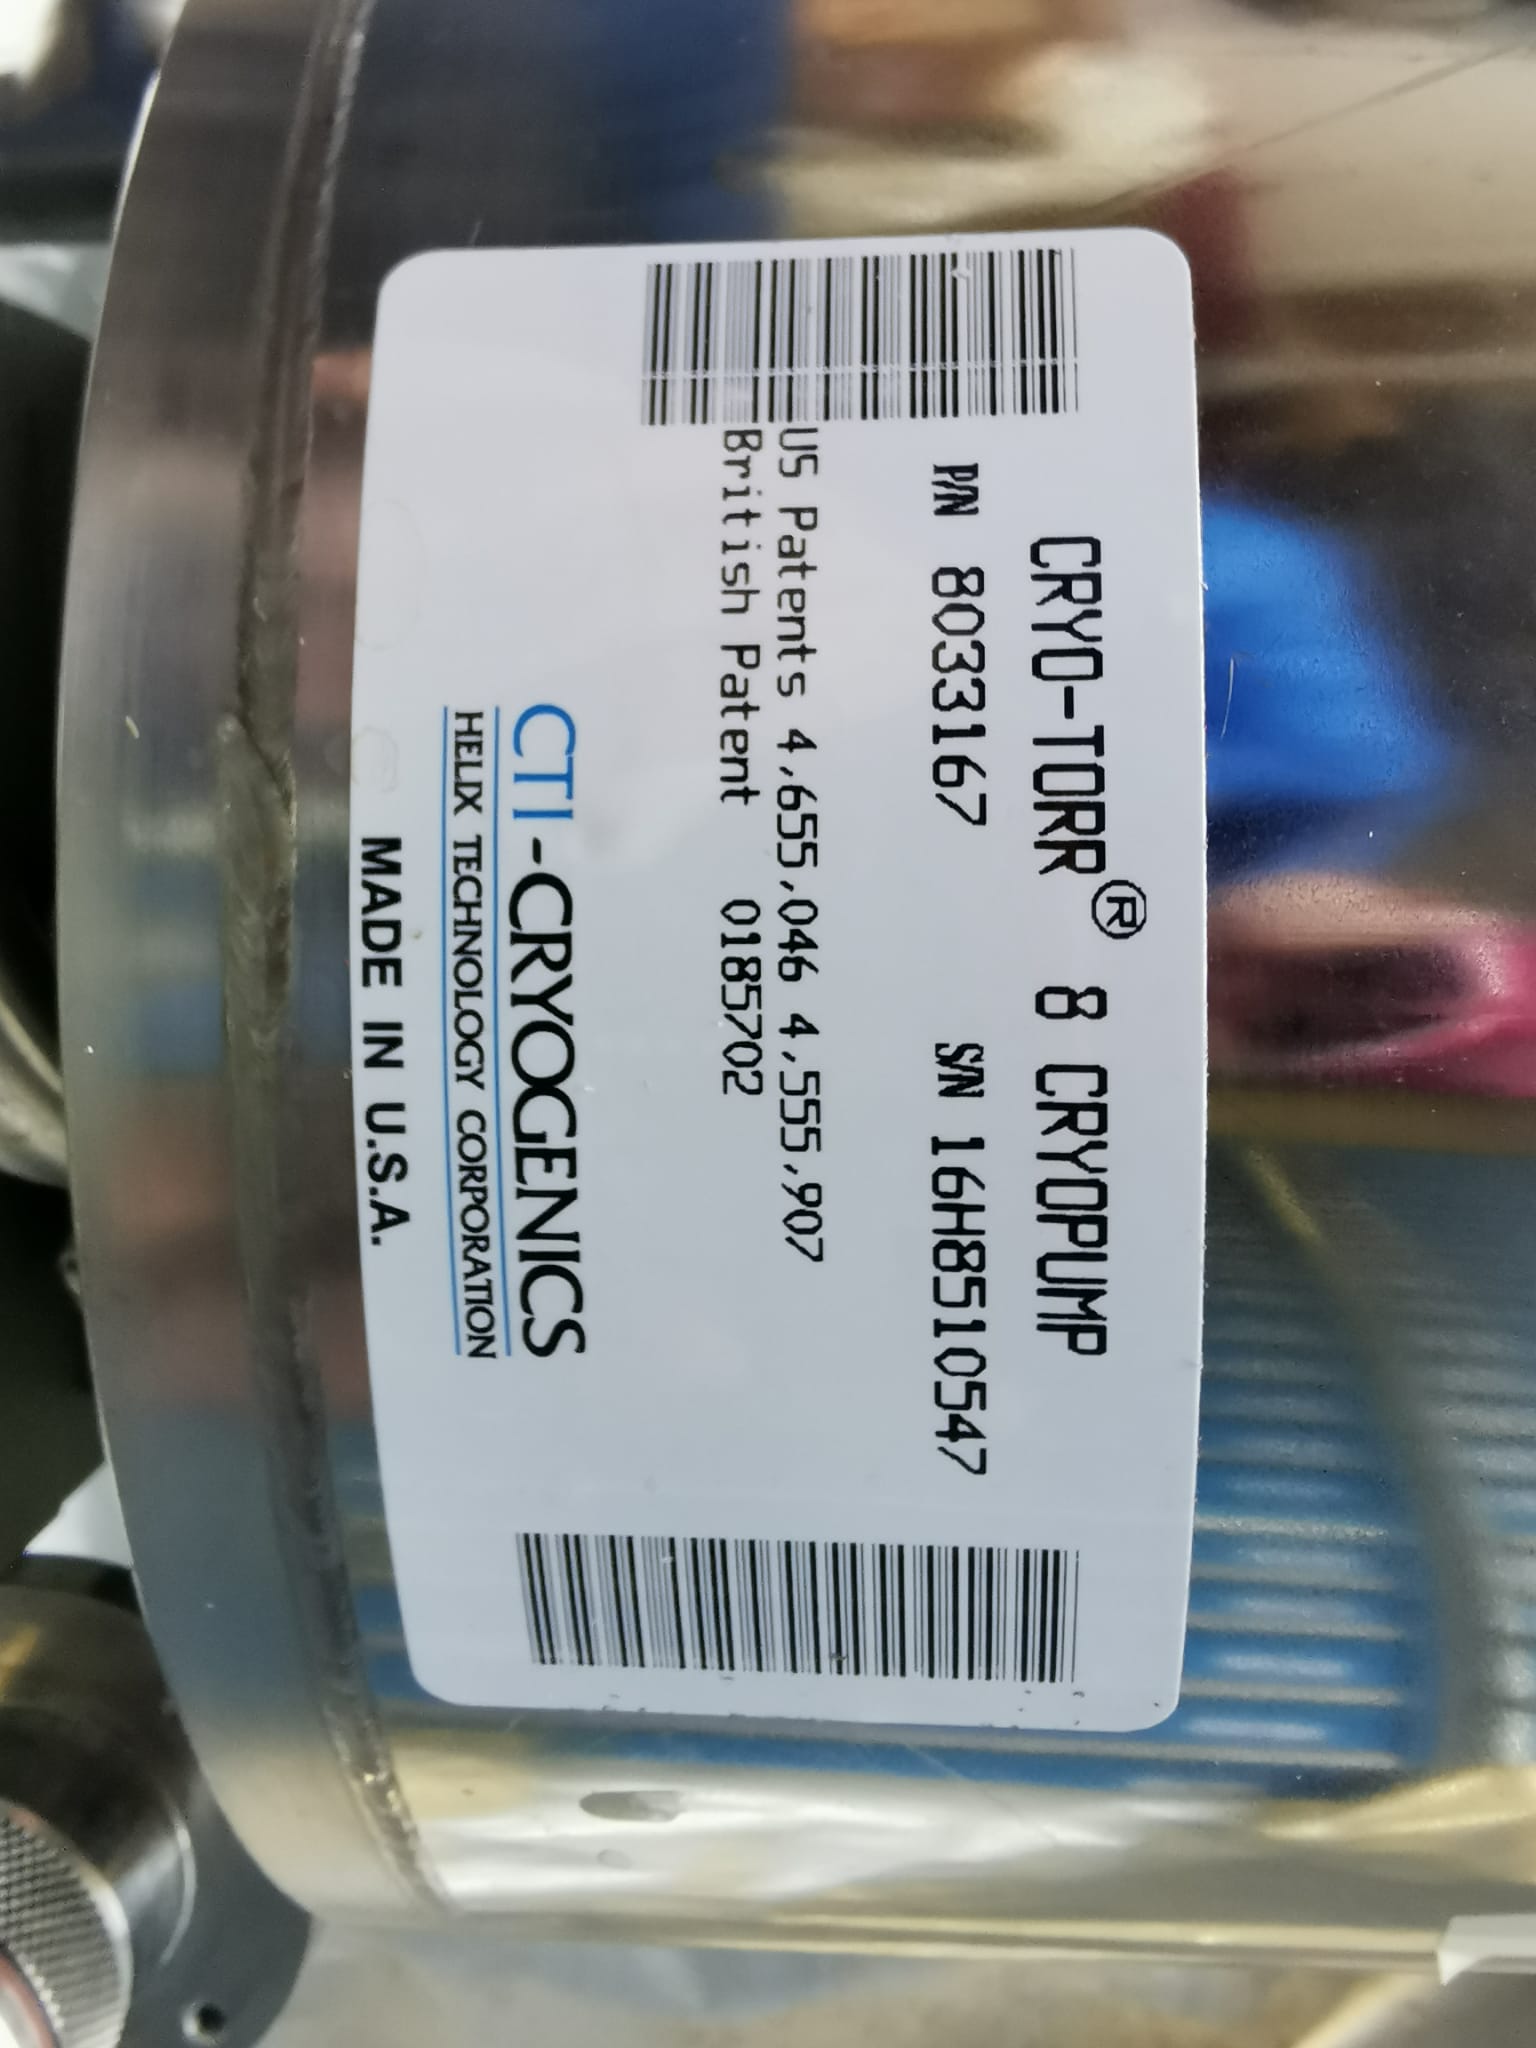 CRYO-TORR® 8 CRYOPUMP
P/N 8033167 S/N 16H8510547
US Patents 4,655,046 4,555,907
British Patent 0185702
CTI-CRYOGENICS
HELIX TECHNOLOGY CORPORATION
MADE IN U.S.A.